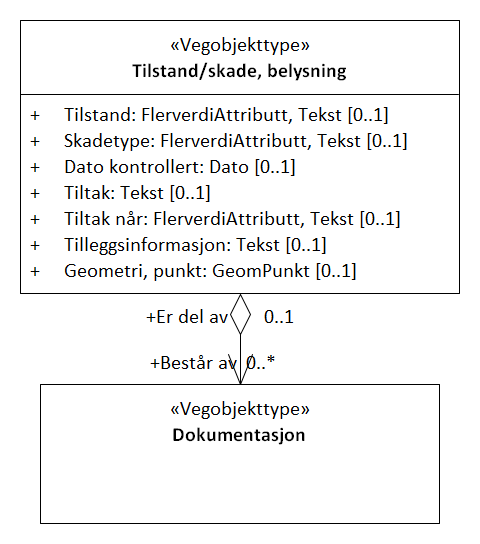 «Vegobjekttype»
Tilstand/skade, belysning
+ Tilstand: FlerverdiAttributt, Tekst [0..1]
+ Skadetype: FlerverdiAttributt, Tekst [0..1]
+ Dato kontrollert: Dato [0..1]
+ Tiltak: Tekst [0..1]
+ Tiltak når: FlerverdiAttributt, Tekst [0..1]
+ Tilleggsinformasjon: Tekst [0..1]
+ Geometri, punkt: GeomPunkt [0..1]
+Er del av 0..1
+Består av 0..*
«Vegobjekttype»
Dokumentasjon